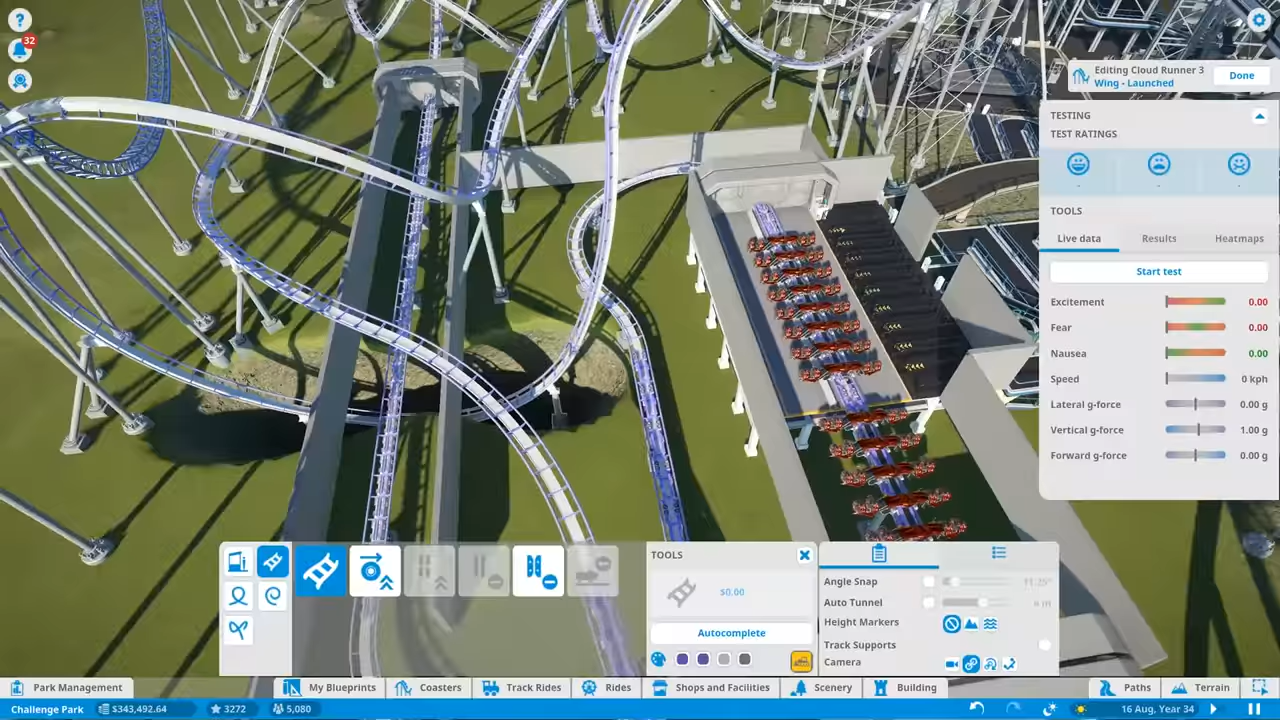 ?
32
Editing Cloud Runner 3
Wing - Launched
Done
TESTING
TEST RATINGS
- - -
TOOLS
Live data Results Heatmaps
Start test
Excitement 0.00
Fear 0.00
Nausea 0.00
Speed 0 kph
Lateral g-force 0.00 g
Vertical g-force 1.00 g
Forward g-force 0.00 g
TOOLS
$0.00
Autocomplete
Angle Snap 11.25°
Auto Tunnel
Height Markers
Track Supports
Camera
Park Management My Blueprints Coasters Track Rides Rides Shops and Facilities Scenery Building Paths Terrain
Challenge Park $343,492.64 3272 5,080 16 Aug, Year 34